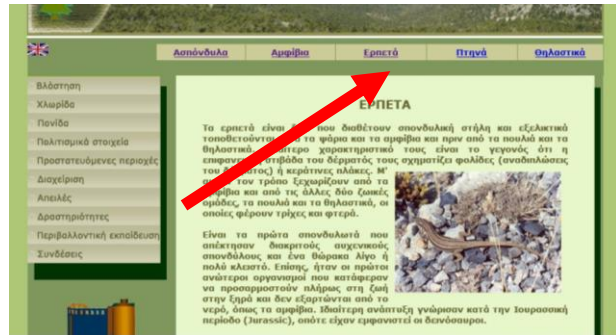 Ασπόνδυλα Αμφίβια Ερπετά Πτηνά Θηλαστικά
Βλάστηση
Χλωρίδα
Πανίδα
Πολιτισμικά στοιχεία
Προστατευόμενες περιοχές
Διαχείριση
Απειλές
Δραστηριότητες
Περιβαλλοντική εκπαίδευση
Συνδέσεις
ΕΡΠΕΤΑ
Τα ερπετά είναι που διαθέτουν σπονδυλική στήλη και εξελικτικά
τοποθετούνται από τα ψάρια και τα αμφίβια και πριν από τα πουλιά και τα
θηλαστικά. χαρακτηριστικό τους είναι το γεγονός ότι η
επιφανειακή στιβάδα του δέρματός τους σχηματίζει φολίδες (αναδιπλώσεις
του δέρματος) ή κεράτινες πλάκες. Μ'
τον τρόπο ξεχωρίζουν από τα
αμφίβια και από τις άλλες δύο ζωικές
ομάδες, τα πουλιά και τα θηλαστικά, οι
οποίες φέρουν τρίχες και φτερά.
Είναι τα πρώτα σπονδυλωτά που
απέκτησαν διακριτούς αυχενικούς
σπονδύλους και ένα θώρακα λίγο ή
πολύ κλειστό. Επίσης, ήταν οι πρώτοι
ανώτεροι οργανισμοί που κατάφεραν
να προσαρμοστούν πλήρως στη ζωή
στην ξηρά και δεν εξαρτώνται από το
νερό, όπως τα αμφίβια. Ιδιαίτερη ανάπτυξη γνώρισαν κατά την Ιουρασσική
περίοδο (Jurassic), οπότε είχαν εμφανιστεί οι δεινόσαυροι.